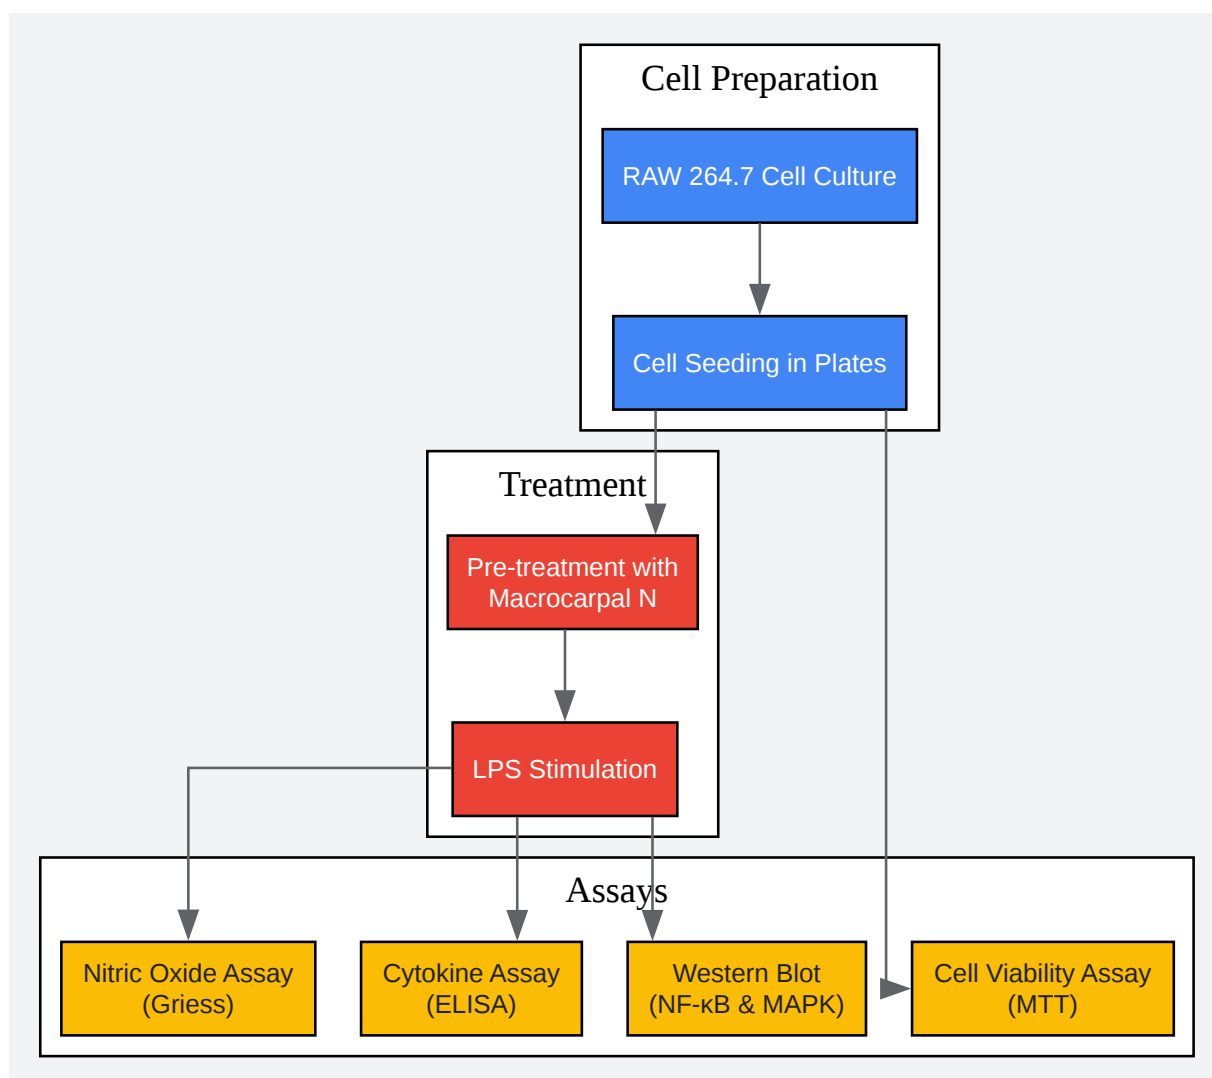 Cell Preparation
RAW 264.7 Cell Culture
Cell Seeding in Plates
Treatment
Pre-treatment with
Macrocarpal N
LPS Stimulation
Assays
Nitric Oxide Assay
(Griess)
Cytokine Assay
(ELISA)
Western Blot
(NF-κB & MAPK)
Cell Viability Assay
(MTT)